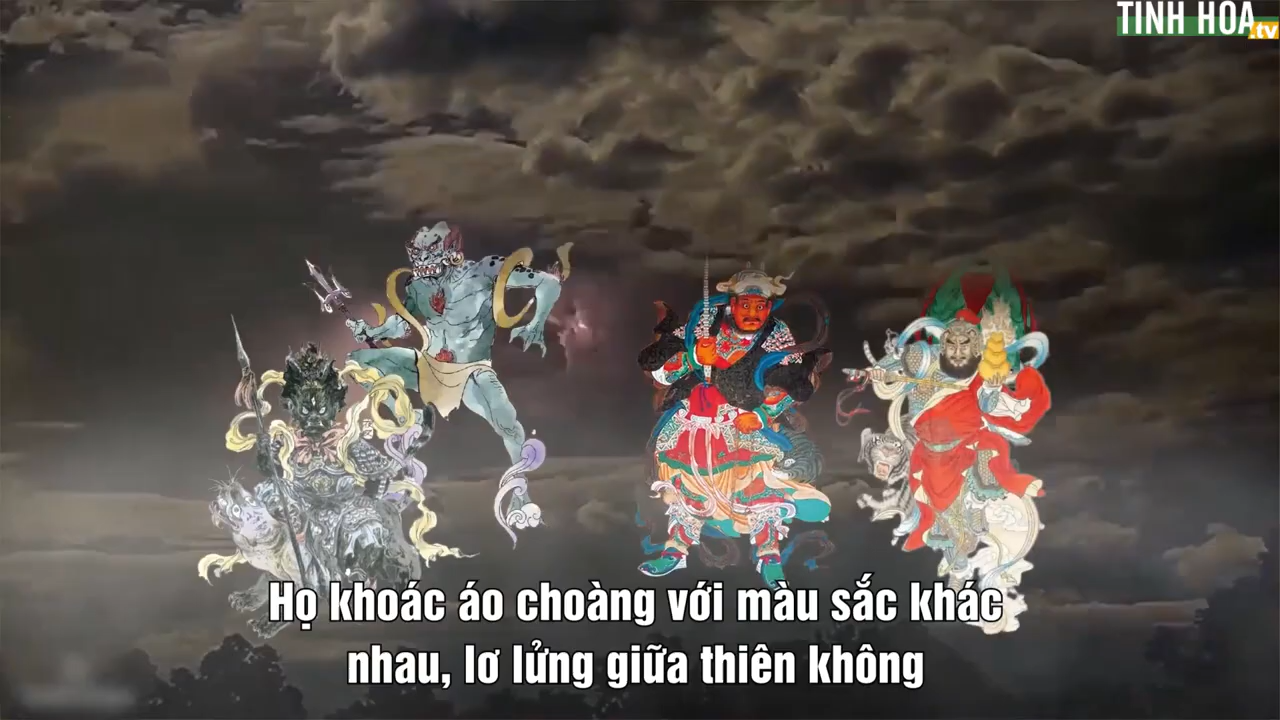 TINH HOA
.tv
Họ khoác áo choàng với màu sắc khác
nhau, lơ lửng giữa thiên không